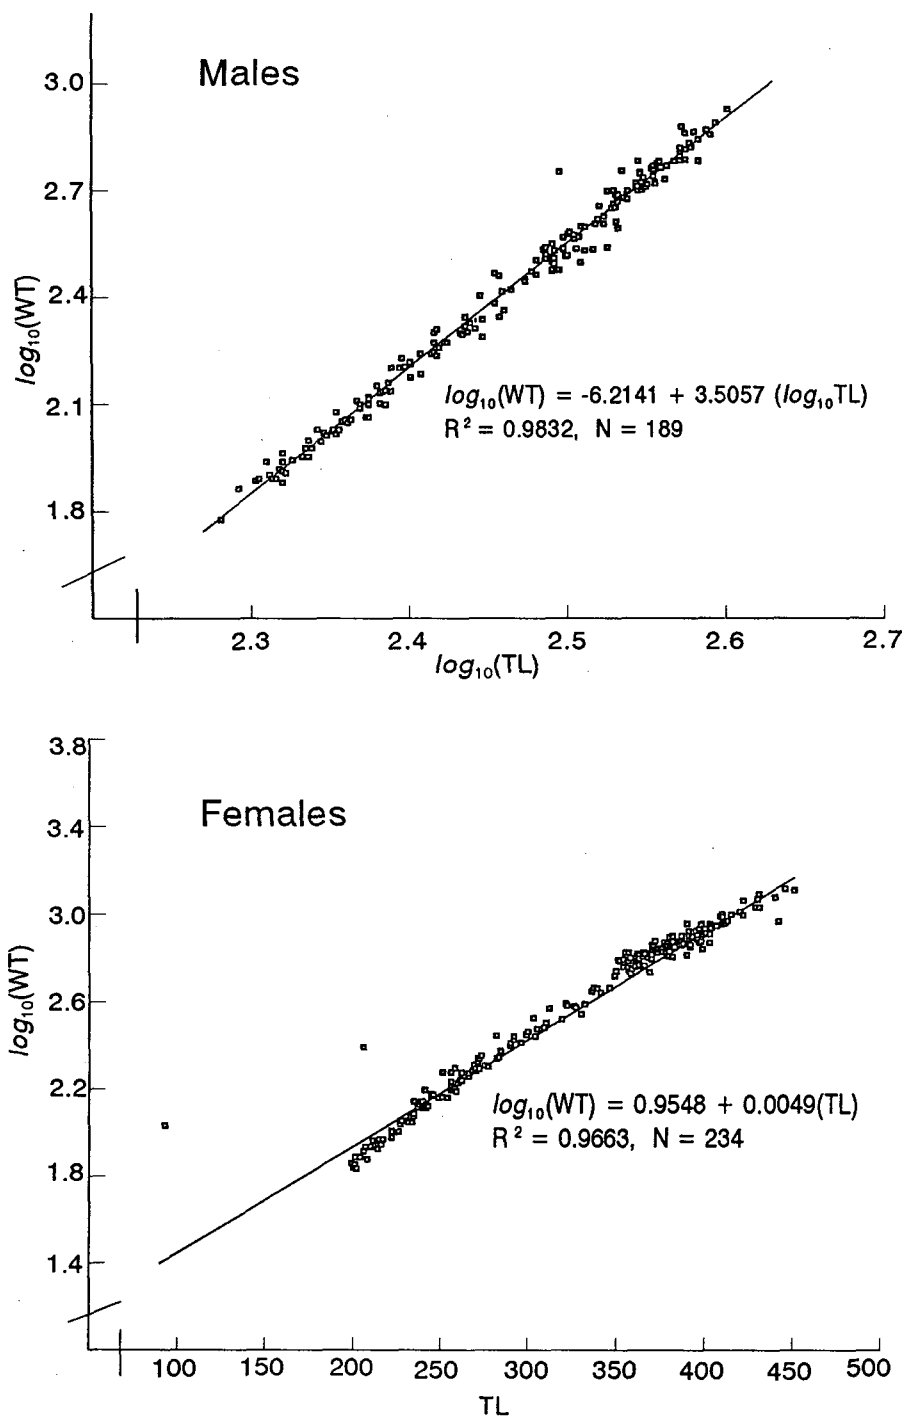 Males
3.0
2.7
2.4
2.1
1.8
log₁₀(WT)
log₁₀(WT) = -6.2141 + 3.5057 (log₁₀TL)
R² = 0.9832, N = 189
2.3 2.4 2.5 2.6 2.7
log₁₀(TL)
Females
3.8
3.4
3.0
2.6
2.2
1.8
1.4
log₁₀(WT)
log₁₀(WT) = 0.9548 + 0.0049(TL)
R² = 0.9663, N = 234
100 150 200 250 300 350 400 450 500
TL